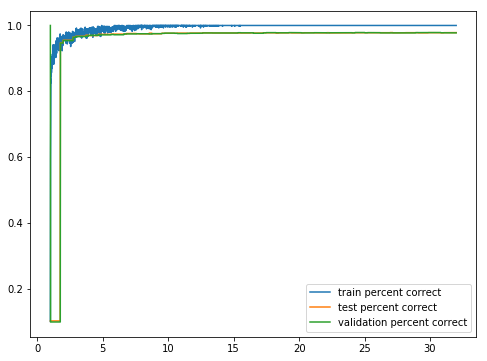 1.0
0.8
0.6
0.4
0.2
0 5 10 15 20 25 30
train percent correct
test percent correct
validation percent correct